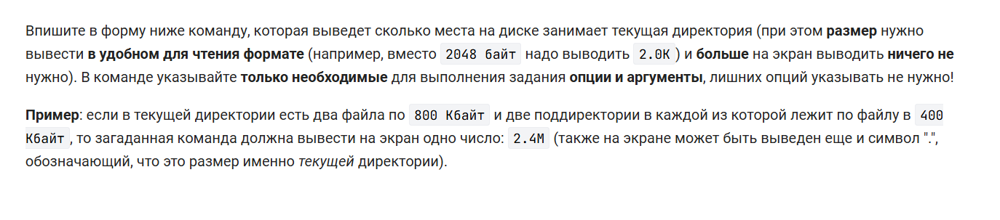 Впишите в форму ниже команду, которая выведет сколько места на диске занимает текущая директория (при этом размер нужно
вывести в удобном для чтения формате (например, вместо 2048 байт надо выводить 2.0K) и больше на экран выводить ничего не
нужно). В команде указывайте только необходимые для выполнения задания опции и аргументы, лишних опций указывать не нужно!
Пример: если в текущей директории есть два файла по 800 Кбайт и две поддиректории в каждой из которой лежит по файлу в 400
Кбайт, то загаданная команда должна вывести на экран одно число: 2.4M (также на экране может быть выведен еще и символ ".",
обозначающий, что это размер именно текущей директории).